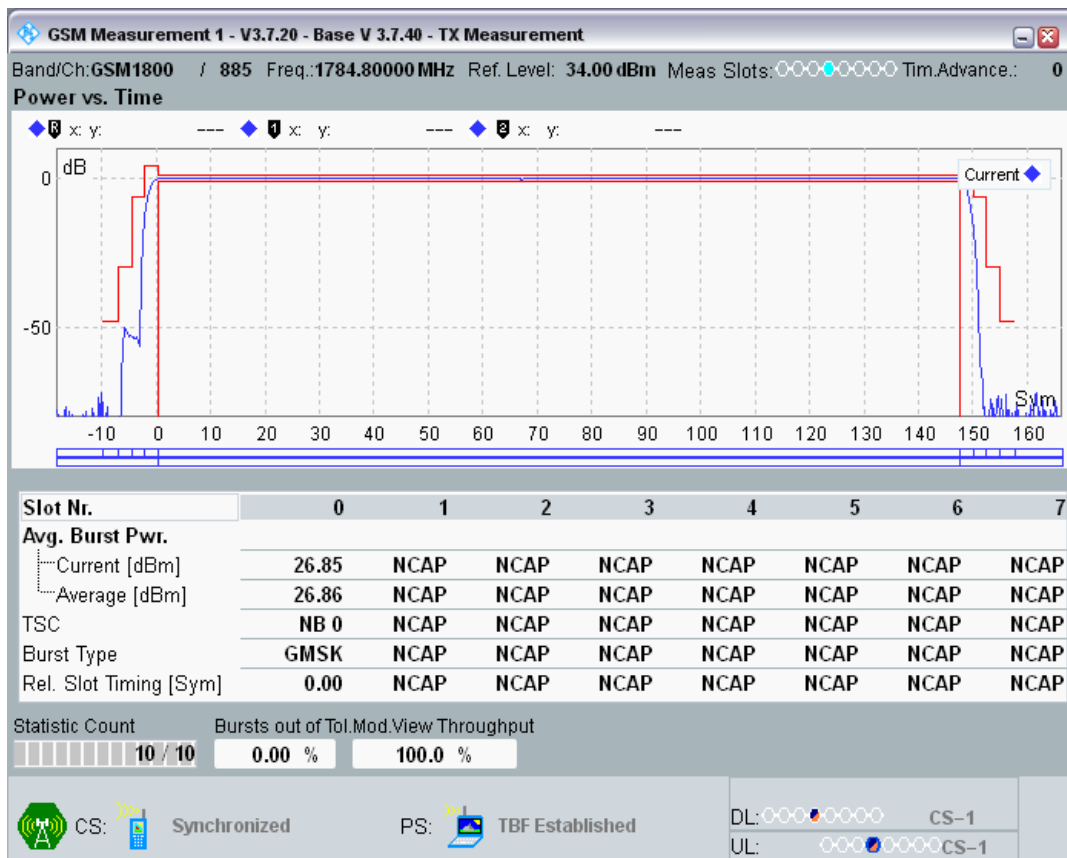 GSM Measurement 1 - V3.7.20 - Base V 3.7.40 - TX Measurement
Band/Ch:GSM1800 / 885 Freq.:1784.80000MHz Ref. Level: 34.00 dBm Meas Slots: Tim.Advance.: 0
Power vs. Time
R x: y: --- 1 x: y: --- 2 x: y: ---
dB
Current
0
-50
Sym
-10 0 10 20 30 40 50 60 70 80 90 100 110 120 130 140 150 160
Slot Nr. 0 1 2 3 4 5 6 7
Avg. Burst Pwr.
Current [dBm] 26.85 NCAP NCAP NCAP NCAP NCAP NCAP NCAP
Average [dBm] 26.86 NCAP NCAP NCAP NCAP NCAP NCAP NCAP
TSC NB 0 NCAP NCAP NCAP NCAP NCAP NCAP NCAP
Burst Type GMSK NCAP NCAP NCAP NCAP NCAP NCAP NCAP
Rel. Slot Timing [Sym] 0.00 NCAP NCAP NCAP NCAP NCAP NCAP NCAP
Statistic Count Bursts out of Tol.Mod.View Throughput
10 / 10 0.00 % 100.0 %
CS: Synchronized PS: TBF Established DL: CS-1
UL: CS-1